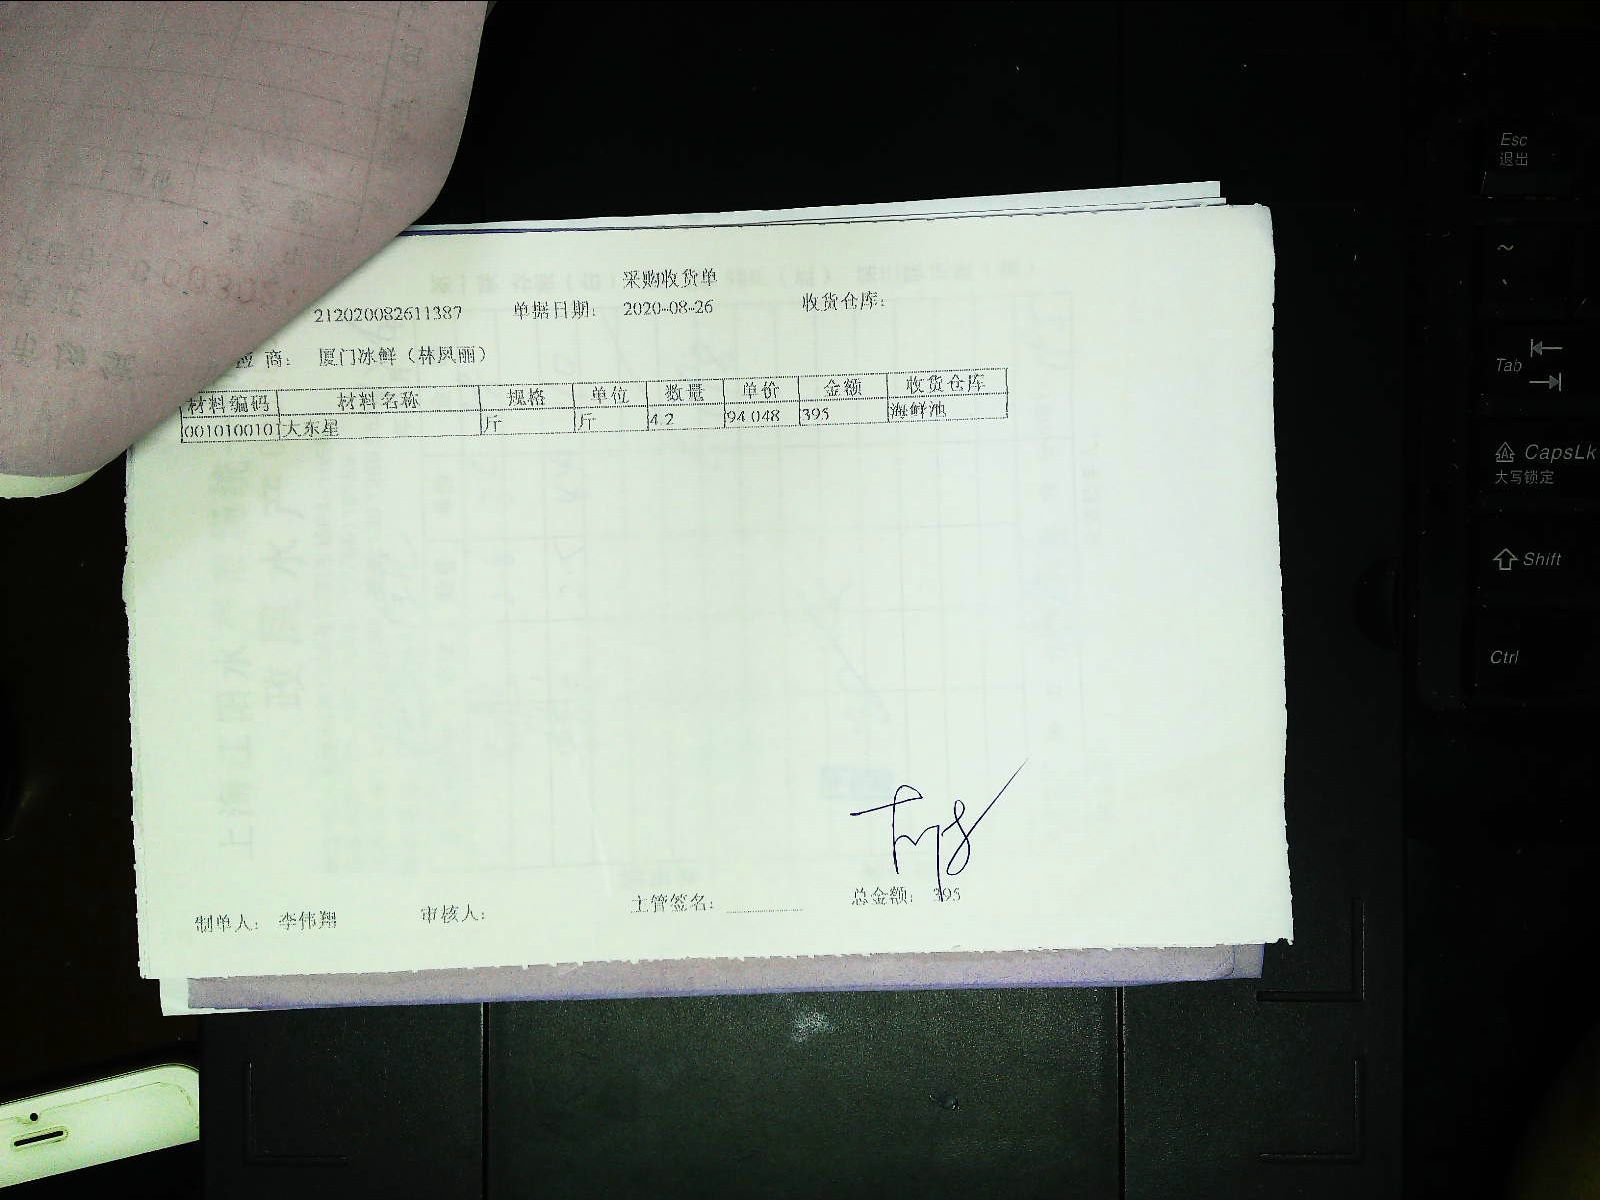 采购收货单
212020082611387 单据日期: 2020-08-26 收货仓库:
应 商: 厦门冰鲜(林凤丽)
材料编码 材料名称 规格 单位 数量 单价 金额 收货仓库
0010100101 大东星 斤 斤 4.2 94.048 395 海鲜池
制单人: 李伟翔 审核人: 主管签名: 总金额: 395
Esc
退出
~
Tab
CapsLk
大写锁定
Shift
Ctrl